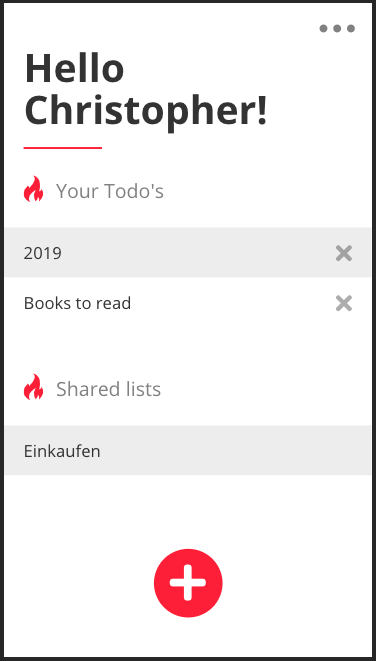 Hello
Christopher!
Your Todo's
2019
Books to read
Shared lists
Einkaufen